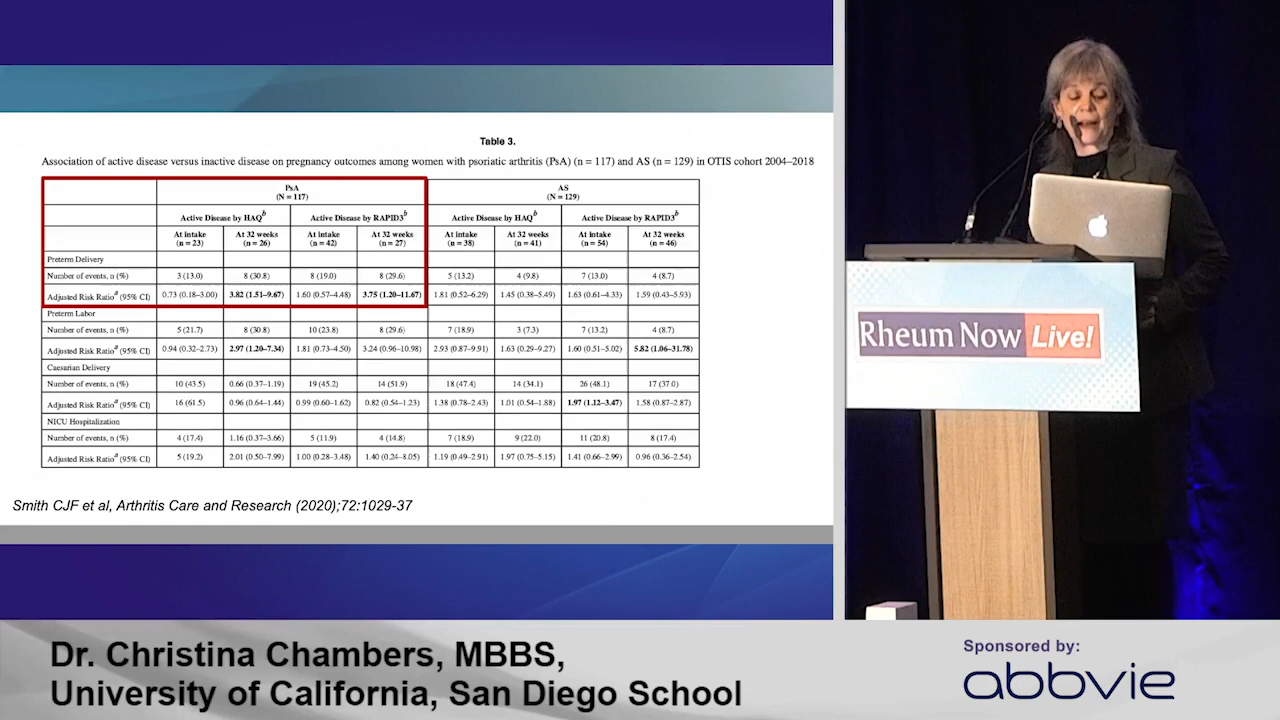 Table 3.
Association of active disease versus inactive disease on pregnancy outcomes among women with psoriatic arthritis (PsA) (n = 117) and AS (n = 129) in OTIS cohort 2004–2018
PsA AS
(N = 117) (N = 129)
Active Disease by HAQb Active Disease by RAPID3b Active Disease by HAQb Active Disease by RAPID3b
At intake At 32 weeks At intake At 32 weeks At intake At 32 weeks At intake At 32 weeks
(n = 23) (n = 26) (n = 42) (n = 27) (n = 38) (n = 41) (n = 54) (n = 46)
Preterm Delivery
Number of events, n (%) 3 (13.0) 8 (30.8) 8 (19.0) 8 (29.6) 5 (13.2) 4 (9.8) 7 (13.0) 4 (8.7)
Adjusted Risk Ratioa (95% CI) 0.73 (0.18–3.00) 3.82 (1.51–9.67) 1.60 (0.57–4.48) 3.75 (1.20–11.67) 1.81 (0.52–6.29) 1.45 (0.38–5.49) 1.63 (0.61–4.33) 1.59 (0.43–5.93)
Preterm Labor
Number of events, n (%) 5 (21.7) 8 (30.8) 10 (23.8) 8 (29.6) 7 (18.9) 3 (7.3) 7 (13.2) 4 (8.7)
Adjusted Risk Ratioa (95% CI) 0.94 (0.32–2.73) 2.97 (1.20–7.34) 1.81 (0.73–4.50) 3.24 (0.96–10.98) 2.93 (0.87–9.91) 1.63 (0.29–9.27) 1.60 (0.51–5.02) 5.82 (1.06–31.78)
Caesarian Delivery
Number of events, n (%) 10 (43.5) 0.66 (0.37–1.19) 19 (45.2) 14 (51.9) 18 (47.4) 14 (34.1) 26 (48.1) 17 (37.0)
Adjusted Risk Ratioa (95% CI) 16 (61.5) 0.96 (0.64–1.44) 0.99 (0.60–1.62) 0.82 (0.54–1.23) 1.38 (0.78–2.43) 1.01 (0.54–1.88) 1.97 (1.12–3.47) 1.58 (0.87–2.87)
NICU Hospitalization
Number of events, n (%) 4 (17.4) 1.16 (0.37–3.66) 5 (11.9) 4 (14.8) 7 (18.9) 9 (22.0) 11 (20.8) 8 (17.4)
Adjusted Risk Ratioa (95% CI) 5 (19.2) 2.01 (0.50–7.99) 1.00 (0.28–3.48) 1.40 (0.24–8.05) 1.19 (0.49–2.91) 1.97 (0.75–5.15) 1.41 (0.66–2.99) 0.96 (0.36–2.54)
Smith CJF et al, Arthritis Care and Research (2020);72:1029-37
Rheum Now Live!
Dr. Christina Chambers, MBBS,
University of California, San Diego School
Sponsored by:
abbvie